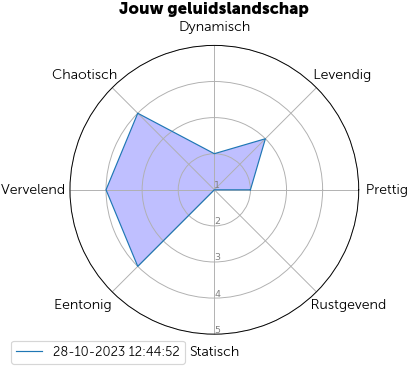 Jouw geluidslandschap
Dynamisch
Chaotisch
Levendig
Vervelend
Prettig
1
2
3
4
5
Eentonig
Rustgevend
28-10-2023 12:44:52
Statisch